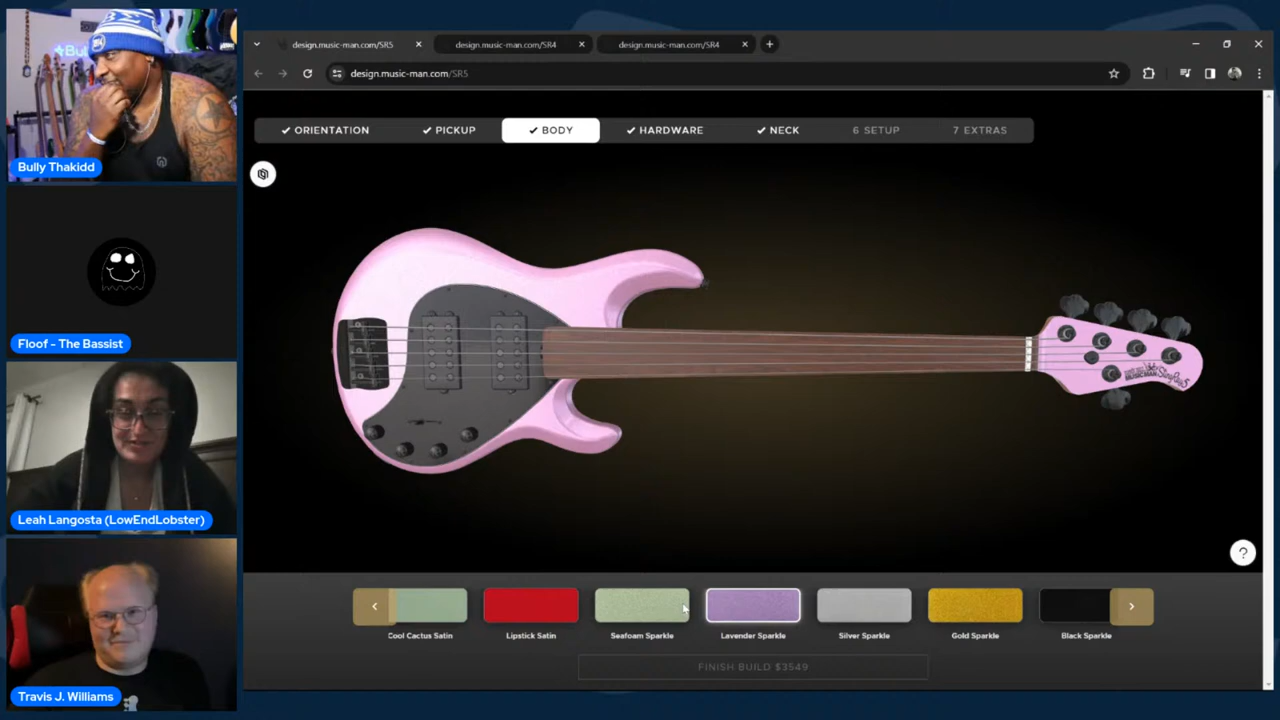 design.music-man.com/SR5
design.music-man.com/SR4
design.music-man.com/SR4
design.music-man.com/SR5
ORIENTATION
PICKUP
BODY
HARDWARE
NECK
6 SETUP
7 EXTRAS
Bully Thakidd
Floof - The Bassist
Leah Langosta (LowEndLobster)
Travis J. Williams
MUSICMAN
StingRay5
?
Cool Cactus Satin
Lipstick Satin
Seafoam Sparkle
Lavender Sparkle
Silver Sparkle
Gold Sparkle
Black Sparkle
FINISH BUILD $3549